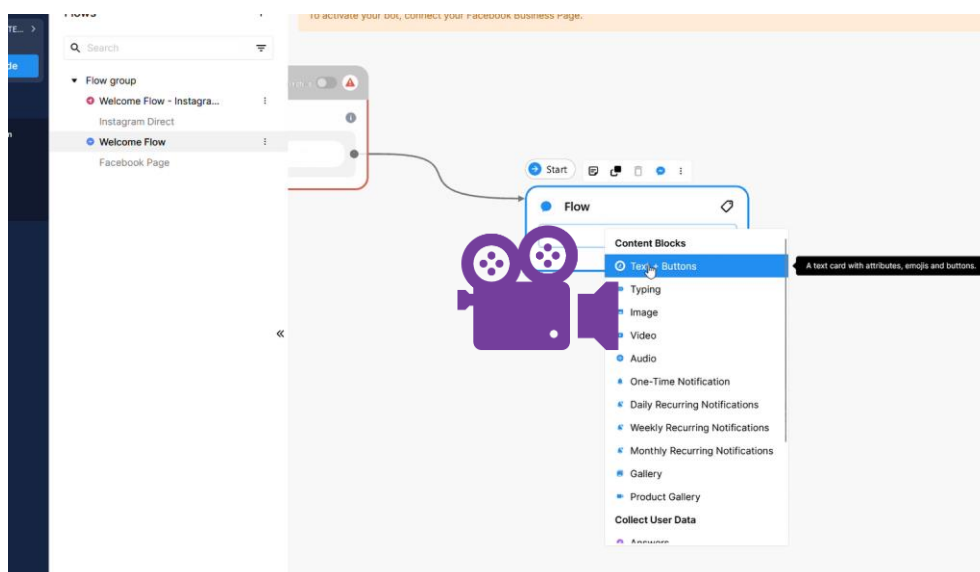 Flows
To activate your bot, connect your Facebook Business Page.
Search
Flow group
Welcome Flow - Instagra...
Instagram Direct
Welcome Flow
Facebook Page
Start
Flow
Content Blocks
Text + Buttons
A text card with attributes, emojis and buttons.
Typing
Image
Video
Audio
One-Time Notification
Daily Recurring Notifications
Weekly Recurring Notifications
Monthly Recurring Notifications
Gallery
Product Gallery
Collect User Data
Answers